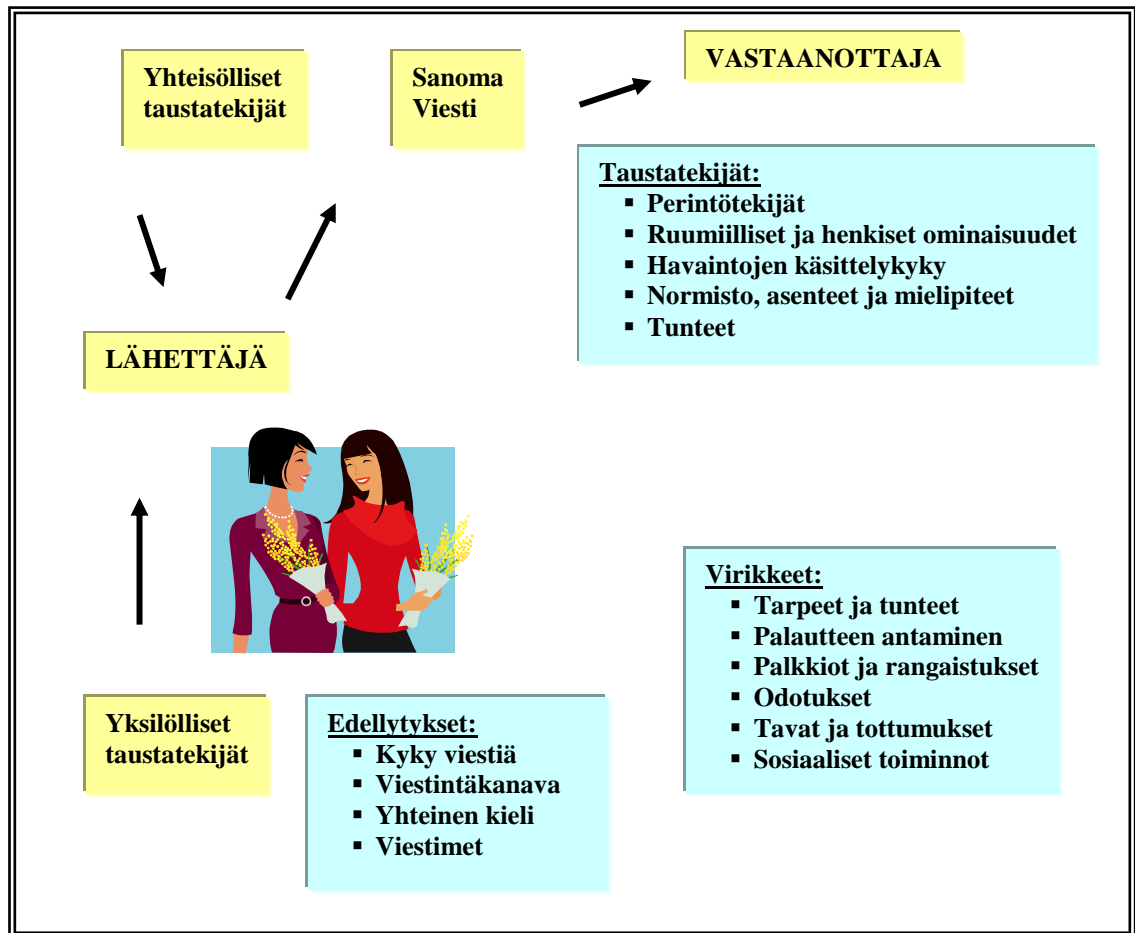 Yhteisölliset
taustatekijät
Sanoma
Viesti
VASTAANOTTAJA
Taustatekijät:
▪ Perintötekijät
▪ Ruumiilliset ja henkiset ominaisuudet
▪ Havaintojen käsittelykyky
▪ Normisto, asenteet ja mielipiteet
▪ Tunteet
LÄHETTÄJÄ
Virikkeet:
▪ Tarpeet ja tunteet
▪ Palautteen antaminen
▪ Palkkiot ja rangaistukset
▪ Odotukset
▪ Tavat ja tottumukset
▪ Sosiaaliset toiminnot
Yksilölliset
taustatekijät
Edellytykset:
▪ Kyky viestiä
▪ Viestintäkanava
▪ Yhteinen kieli
▪ Viestimet